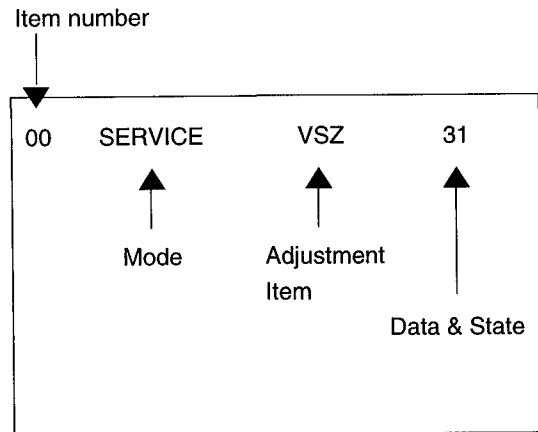 Item number
00 SERVICE VSZ 31
Mode
Adjustment
Item
Data & State